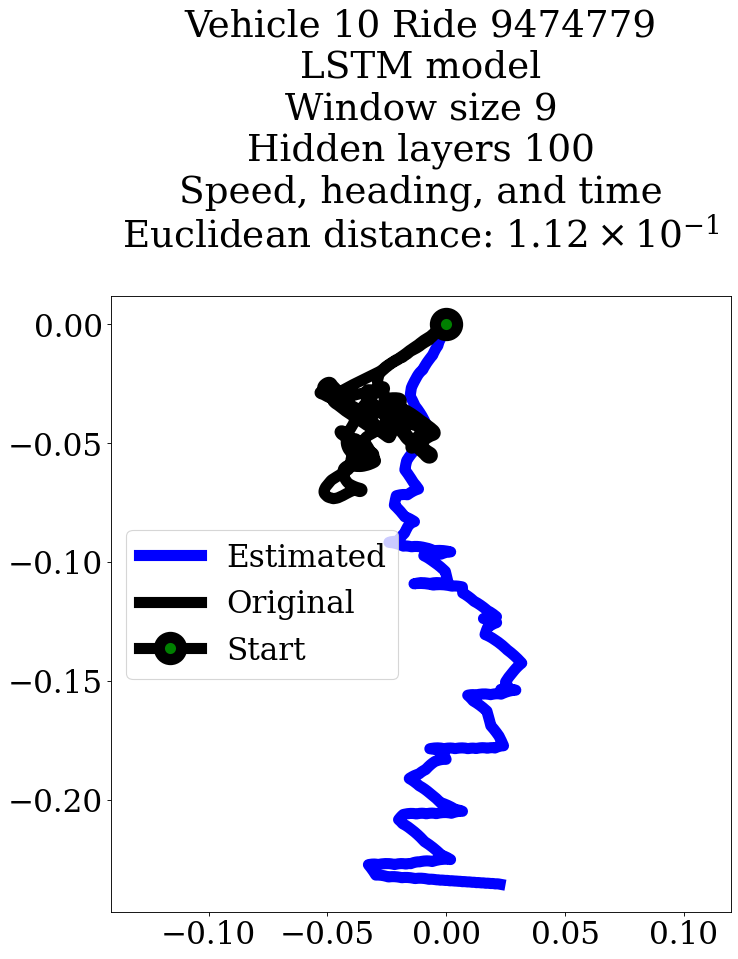 Vehicle 10 Ride 9474779
LSTM model
Window size 9
Hidden layers 100
Speed, heading, and time
Euclidean distance: 1.12 × 10⁻¹
0.00
−0.05
−0.10
−0.15
−0.20
Estimated
Original
Start
−0.10 −0.05 0.00 0.05 0.10